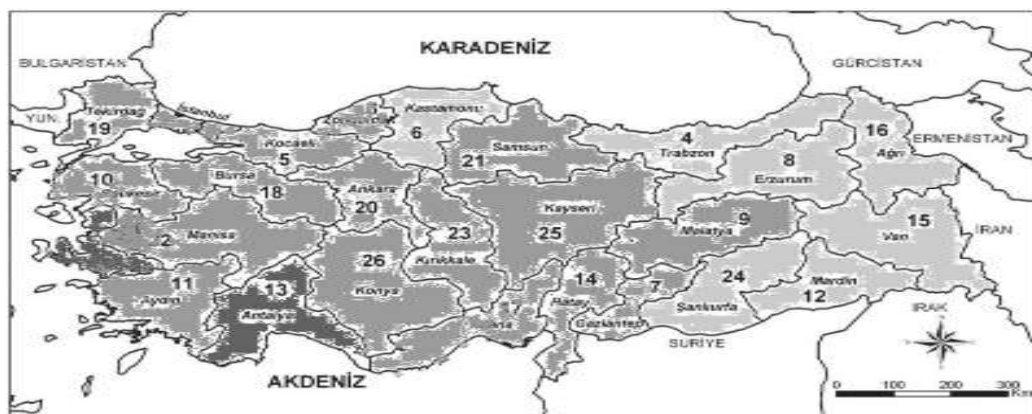 KARADENİZ
BULGARİSTAN
GÜRCİSTAN
YUN.
Tekirdağ
19
İstanbul
Zonguldak
Kastamonu
6
Kocaeli
5
Samsun
21
4
Trabzon
8
Erzurum
16
Ağrı
ERMENİSTAN
10
Bursa
18
Ankara
20
Kayseri
25
23
Kırıkkale
9
Malatya
15
Van
İRAN
2
Manisa
26
Konya
11
Aydın
13
14
Hatay
7
Gaziantep
24
Şanlıurfa
Mardin
12
IRAK
SURİYE
AKDENİZ
0 100 200 300
Km